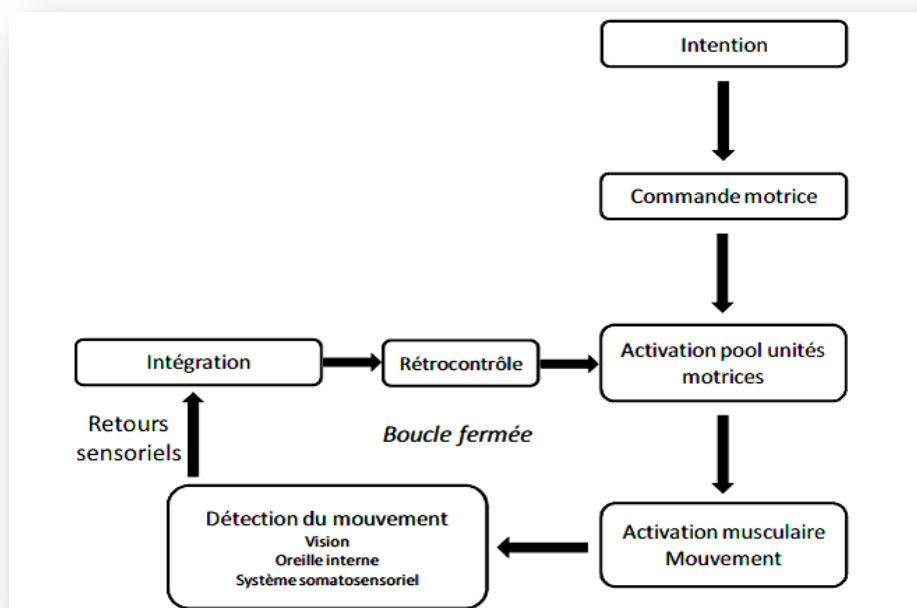 Intention
Commande motrice
Activation pool unités
motrices
Intégration
Rétrocontrôle
Retours
sensoriels
Boucle fermée
Détection du mouvement
Vision
Oreille interne
Système somatosensoriel
Activation musculaire
Mouvement